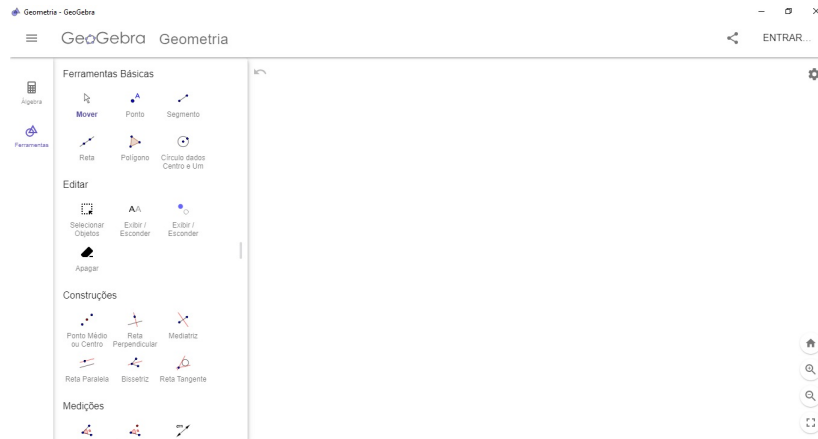 Geometria - GeoGebra
GeoGebra Geometria
ENTRAR...
Álgebra
Ferramentas
Ferramentas Básicas
Mover
Ponto
Segmento
Reta
Polígono
Círculo dados
Centro e Um
Editar
Selecionar
Objetos
AA
Exibir /
Esconder
Exibir /
Esconder
Apagar
Construções
Ponto Médio
ou Centro
Reta
Perpendicular
Mediatriz
Reta Paralela
Bissetriz
Reta Tangente
Medições